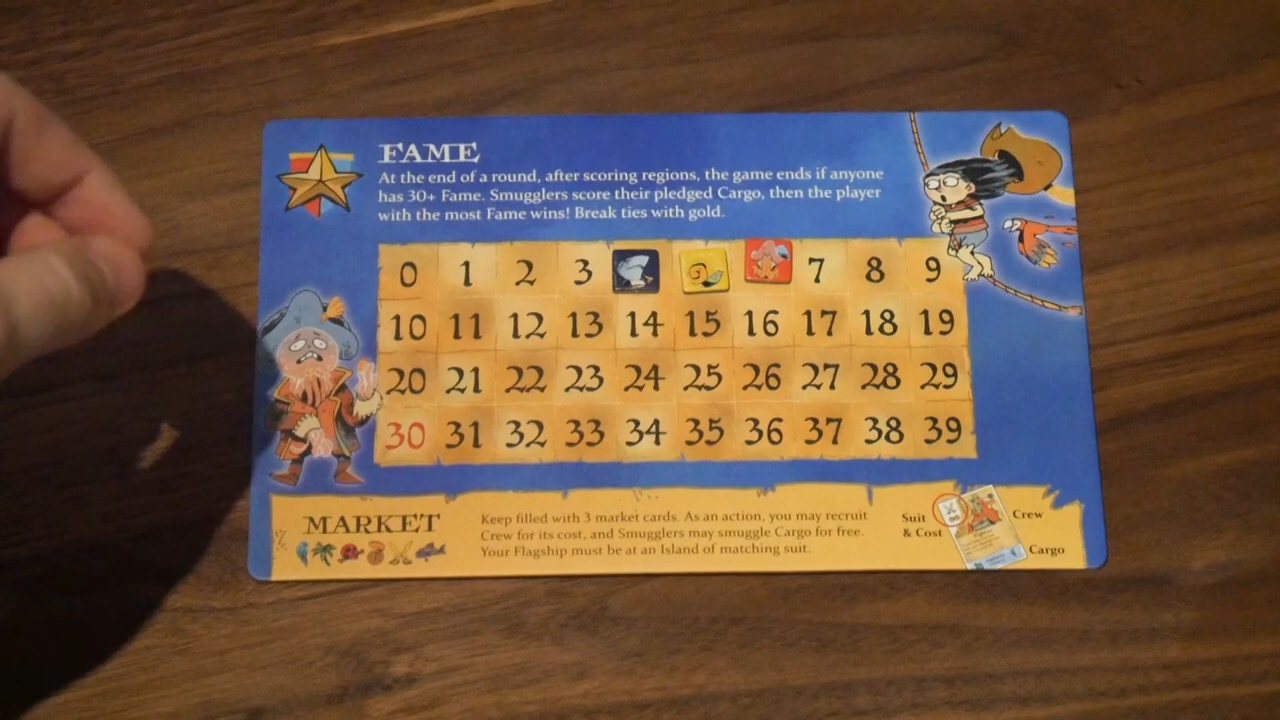 FAME
At the end of a round, after scoring regions, the game ends if anyone
has 30+ Fame. Smugglers score their pledged Cargo, then the player
with the most Fame wins! Break ties with gold.
0 1 2 3 7 8 9
10 11 12 13 14 15 16 17 18 19
20 21 22 23 24 25 26 27 28 29
30 31 32 33 34 35 36 37 38 39
MARKET
Keep filled with 3 market cards. As an action, you may recruit
Crew for its cost, and Smugglers may smuggle Cargo for free.
Your Flagship must be at an Island of matching suit.
Suit
& Cost
Crew
Cargo